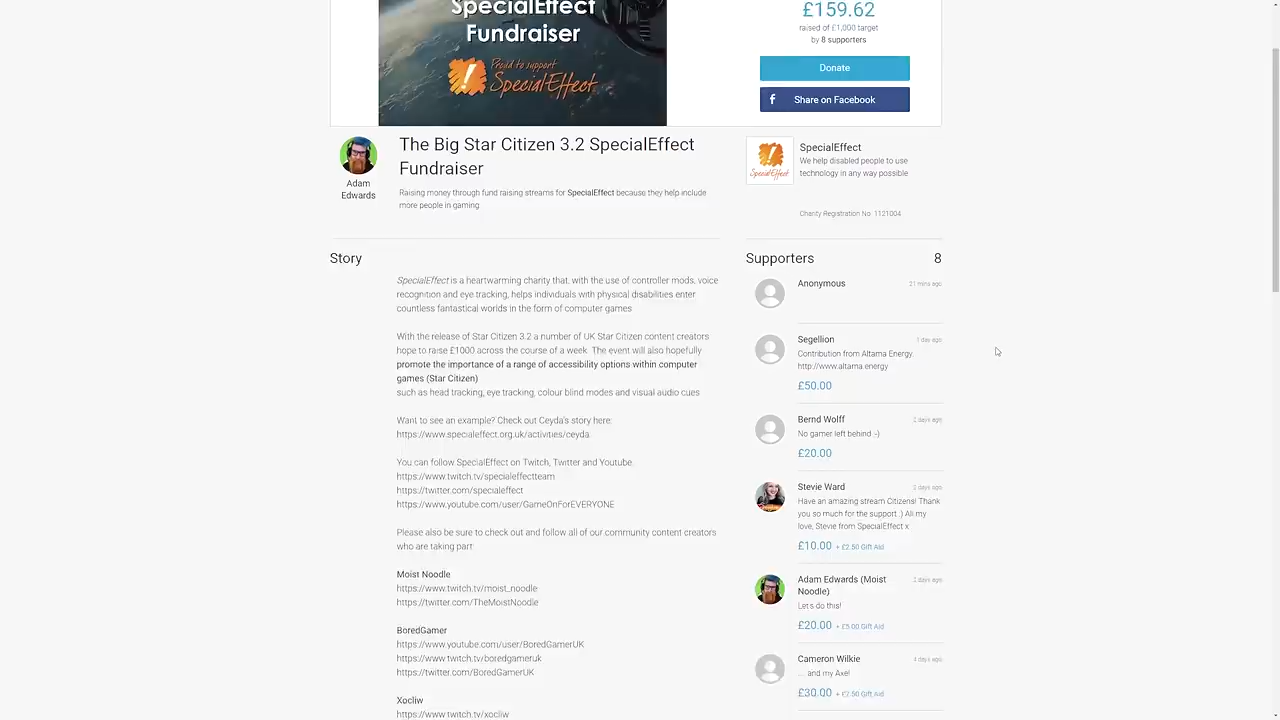 SpecialEffect
Fundraiser
Proud to support
SpecialEffect
£159.62
raised of £1,000 target
by 8 supporters
Donate
f Share on Facebook
Adam
Edwards
The Big Star Citizen 3.2 SpecialEffect
Fundraiser
Raising money through fund raising streams for SpecialEffect because they help include
more people in gaming
SpecialEffect
SpecialEffect
We help disabled people to use
technology in any way possible
Charity Registration No 1121004
Story
SpecialEffect is a heartwarming charity that, with the use of controller mods, voice
recognition and eye tracking, helps individuals with physical disabilities enter
countless fantastical worlds in the form of computer games
With the release of Star Citizen 3.2 a number of UK Star Citizen content creators
hope to raise £1000 across the course of a week. The event will also hopefully
promote the importance of a range of accessibility options within computer
games (Star Citizen)
such as head tracking, eye tracking, colour blind modes and visual audio cues
Want to see an example? Check out Ceyda's story here:
https://www.specialeffect.org.uk/activities/ceyda
You can follow SpecialEffect on Twitch, Twitter and Youtube.
https://www.twitch.tv/specialeffectteam
https://twitter.com/specialeffect
https://www.youtube.com/user/GameOnForEVERYONE
Please also be sure to check out and follow all of our community content creators
who are taking part:
Moist Noodle
https://www.twitch.tv/moist_noodle
https://twitter.com/TheMoistNoodle
BoredGamer
https://www.youtube.com/user/BoredGamerUK
https://www.twitch.tv/boredgameruk
https://twitter.com/BoredGamerUK
Xocliw
https://www.twitch.tv/xocliw
Supporters 8
Anonymous 21 mins ago
Segellion 1 day ago
Contribution from Altama Energy.
http://www.altama.energy
£50.00
Bernd Wolff 2 days ago
No gamer left behind :-)
£20.00
Stevie Ward 2 days ago
Have an amazing stream Citizens! Thank
you so much for the support :) All my
love, Stevie from SpecialEffect x
£10.00 + £2.50 Gift Aid
Adam Edwards (Moist
Noodle) 2 days ago
Let's do this!
£20.00 + £5.00 Gift Aid
Cameron Wilkie 4 days ago
... and my Axe!
£30.00 + £7.50 Gift Aid